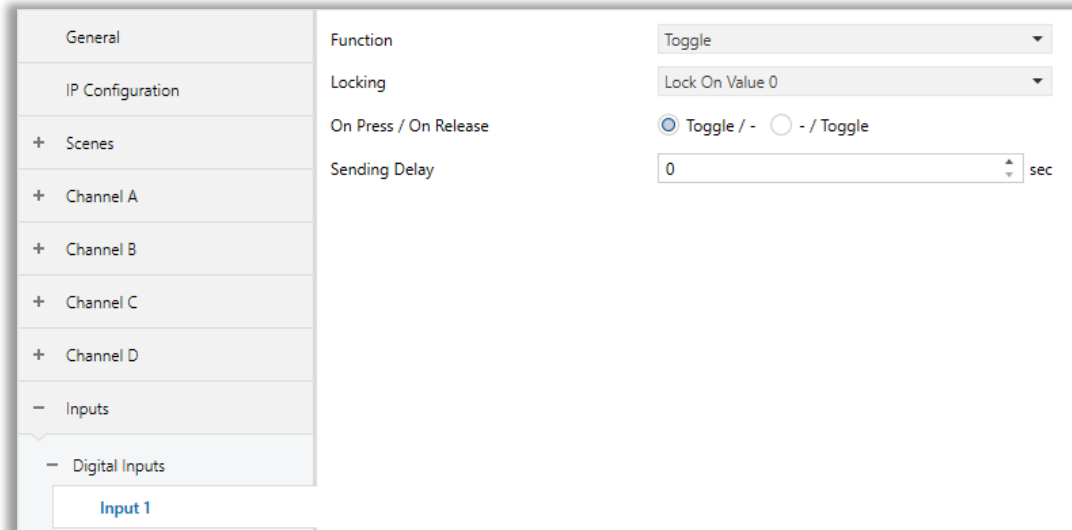 General
IP Configuration
+ Scenes
+ Channel A
+ Channel B
+ Channel C
+ Channel D
− Inputs
− Digital Inputs
Input 1
Function Toggle
Locking Lock On Value 0
On Press / On Release Toggle / - - / Toggle
Sending Delay 0 sec